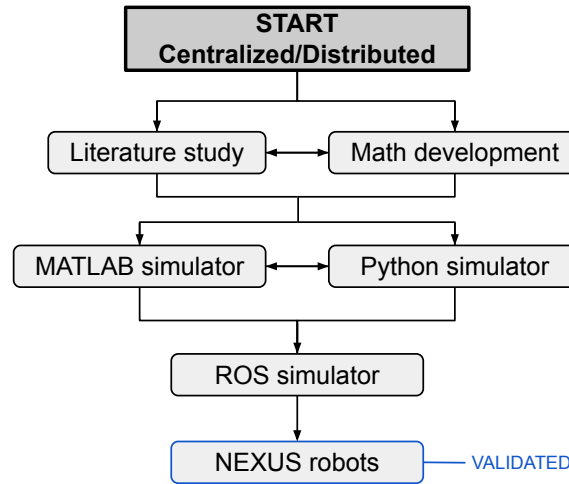 START
Centralized/Distributed
Literature study
Math development
MATLAB simulator
Python simulator
ROS simulator
NEXUS robots
VALIDATED